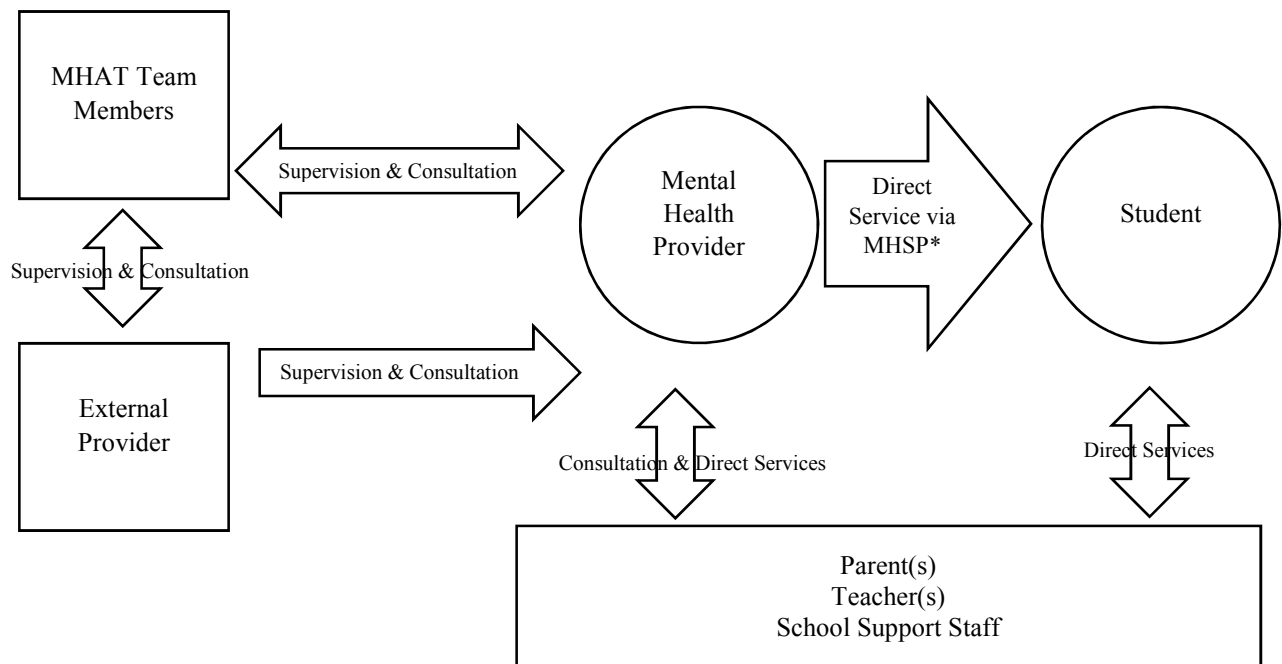 MHAT Team
Members
Supervision & Consultation
Mental
Health
Provider
Direct
Service via
MHSP*
Student
Supervision & Consultation
External
Provider
Supervision & Consultation
Consultation & Direct Services
Direct Services
Parent(s)
Teacher(s)
School Support Staff